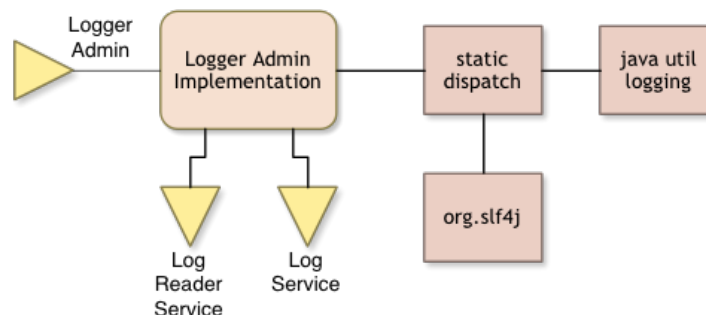 Logger
Admin
Logger Admin
Implementation
static
dispatch
java util
logging
org.slf4j
Log
Reader
Service
Log
Service